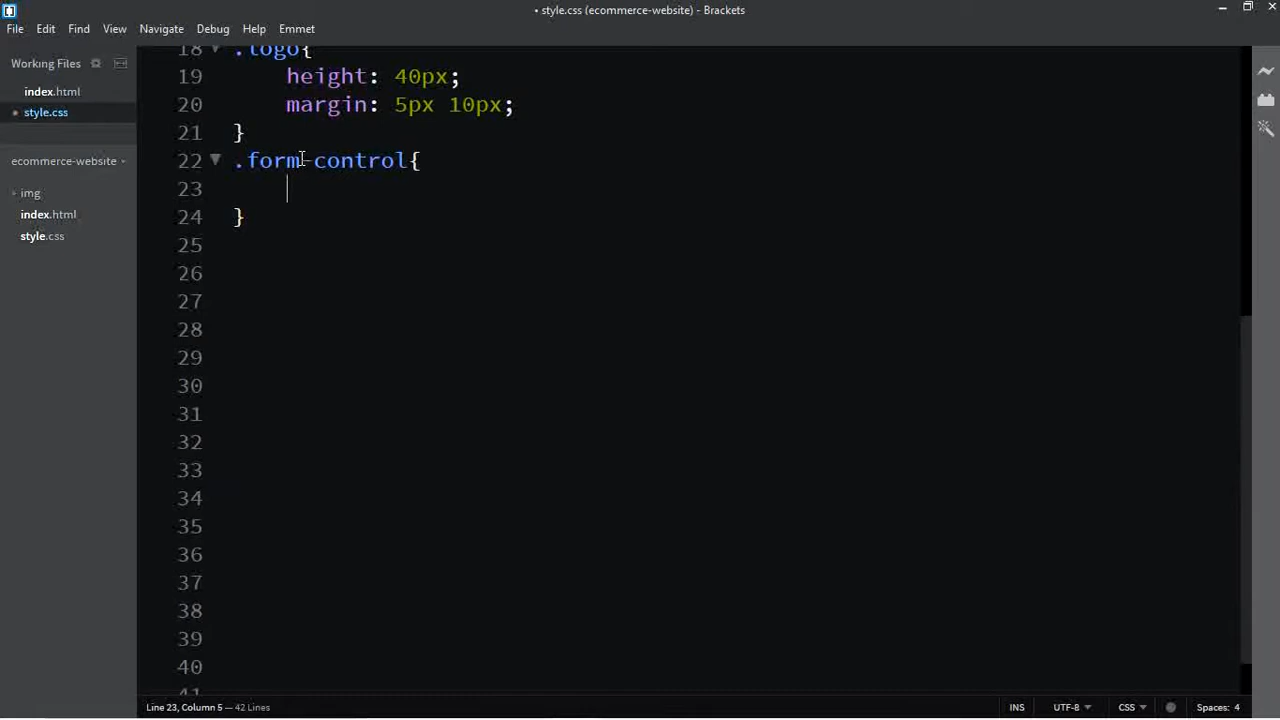 • style.css (ecommerce-website) - Brackets
File Edit Find View Navigate Debug Help Emmet
Working Files
index.html
style.css
ecommerce-website
img
index.html
style.css
18 .logo{
19 height: 40px;
20 margin: 5px 10px;
21 }
22 .form-control{
23
24 }
25
26
27
28
29
30
31
32
33
34
35
36
37
38
39
40
41
Line 23, Column 5 — 42 Lines
INS UTF-8 CSS Spaces: 4